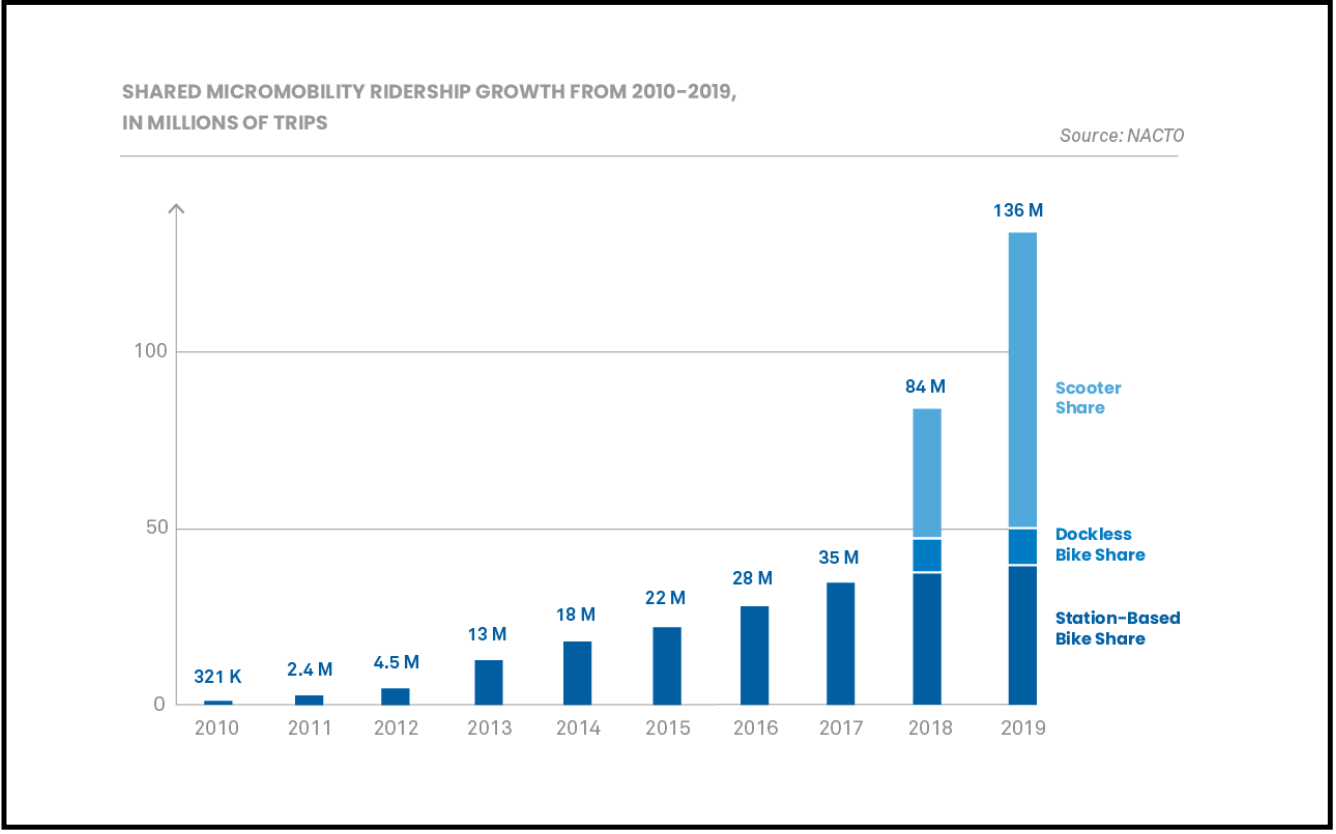 SHARED MICROMOBILITY RIDERSHIP GROWTH FROM 2010-2019,
IN MILLIONS OF TRIPS
Source: NACTO
136 M
100
84 M
Scooter
Share
50
Dockless
Bike Share
35 M
28 M
22 M
18 M
13 M
4.5 M
2.4 M
321 K
Station-Based
Bike Share
0
2010 2011 2012 2013 2014 2015 2016 2017 2018 2019